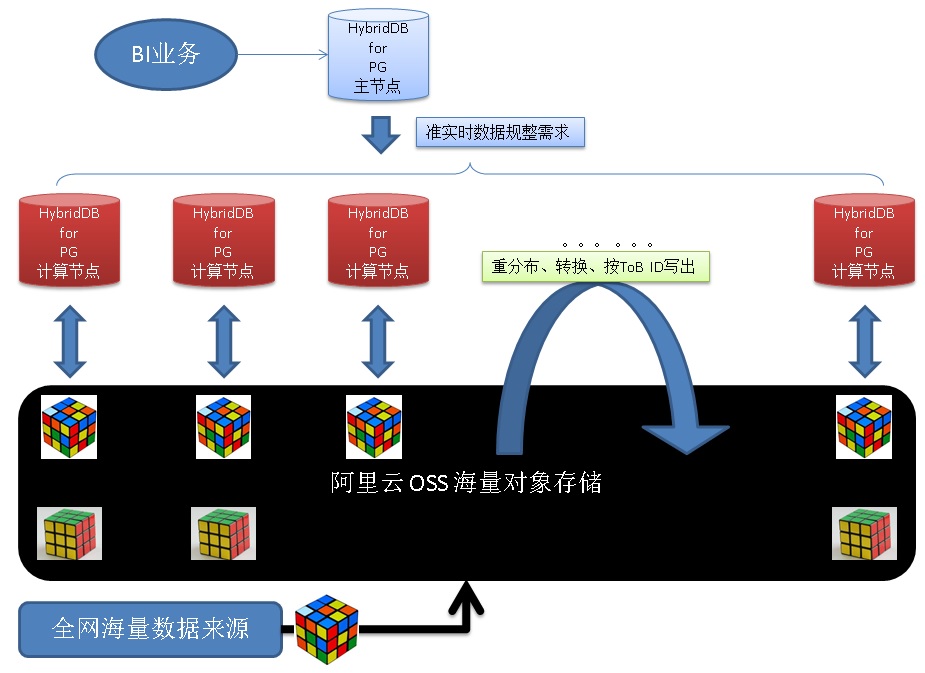 BI业务
HybridDB
for
PG
主节点
准实时数据规整需求
HybridDB
for
PG
计算节点
HybridDB
for
PG
计算节点
HybridDB
for
PG
计算节点
。。。。。。
重分布、转换、按ToB ID写出
HybridDB
for
PG
计算节点
阿里云 OSS 海量对象存储
全网海量数据来源